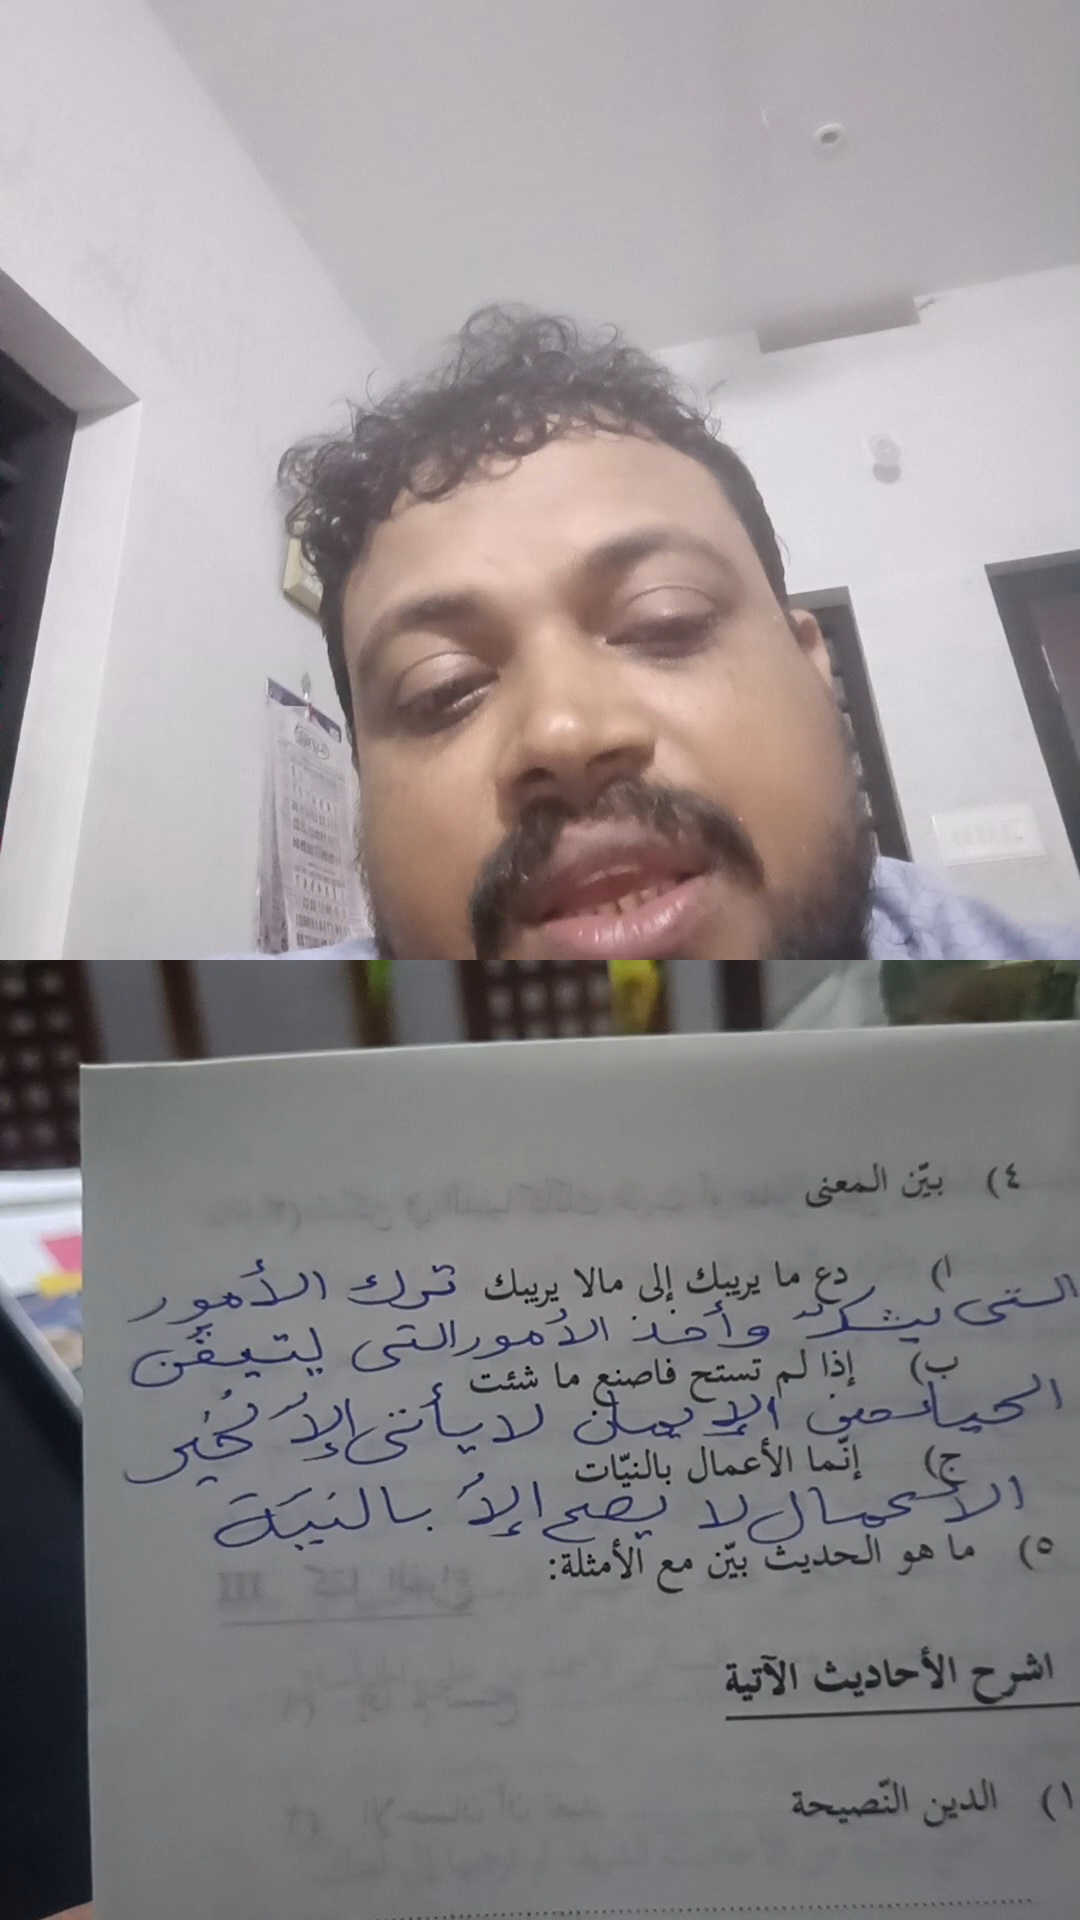 ٤) بيّن المعنى
ا) دع ما يريبك إلى مالا يريبك ترك الأمور
التى يشك وأخذ الأمور التى يتيقن
ب) إذا لم تستح فاصنع ما شئت
الحياء من الإيمان لا يأتى إلا بخير
ج) إنّما الأعمال بالنيّات
الأعمال لا يصح إلا بالنية
٥) ما هو الحديث بيّن مع الأمثلة:
اشرح الأحاديث الآتية
١) الدين النّصيحة